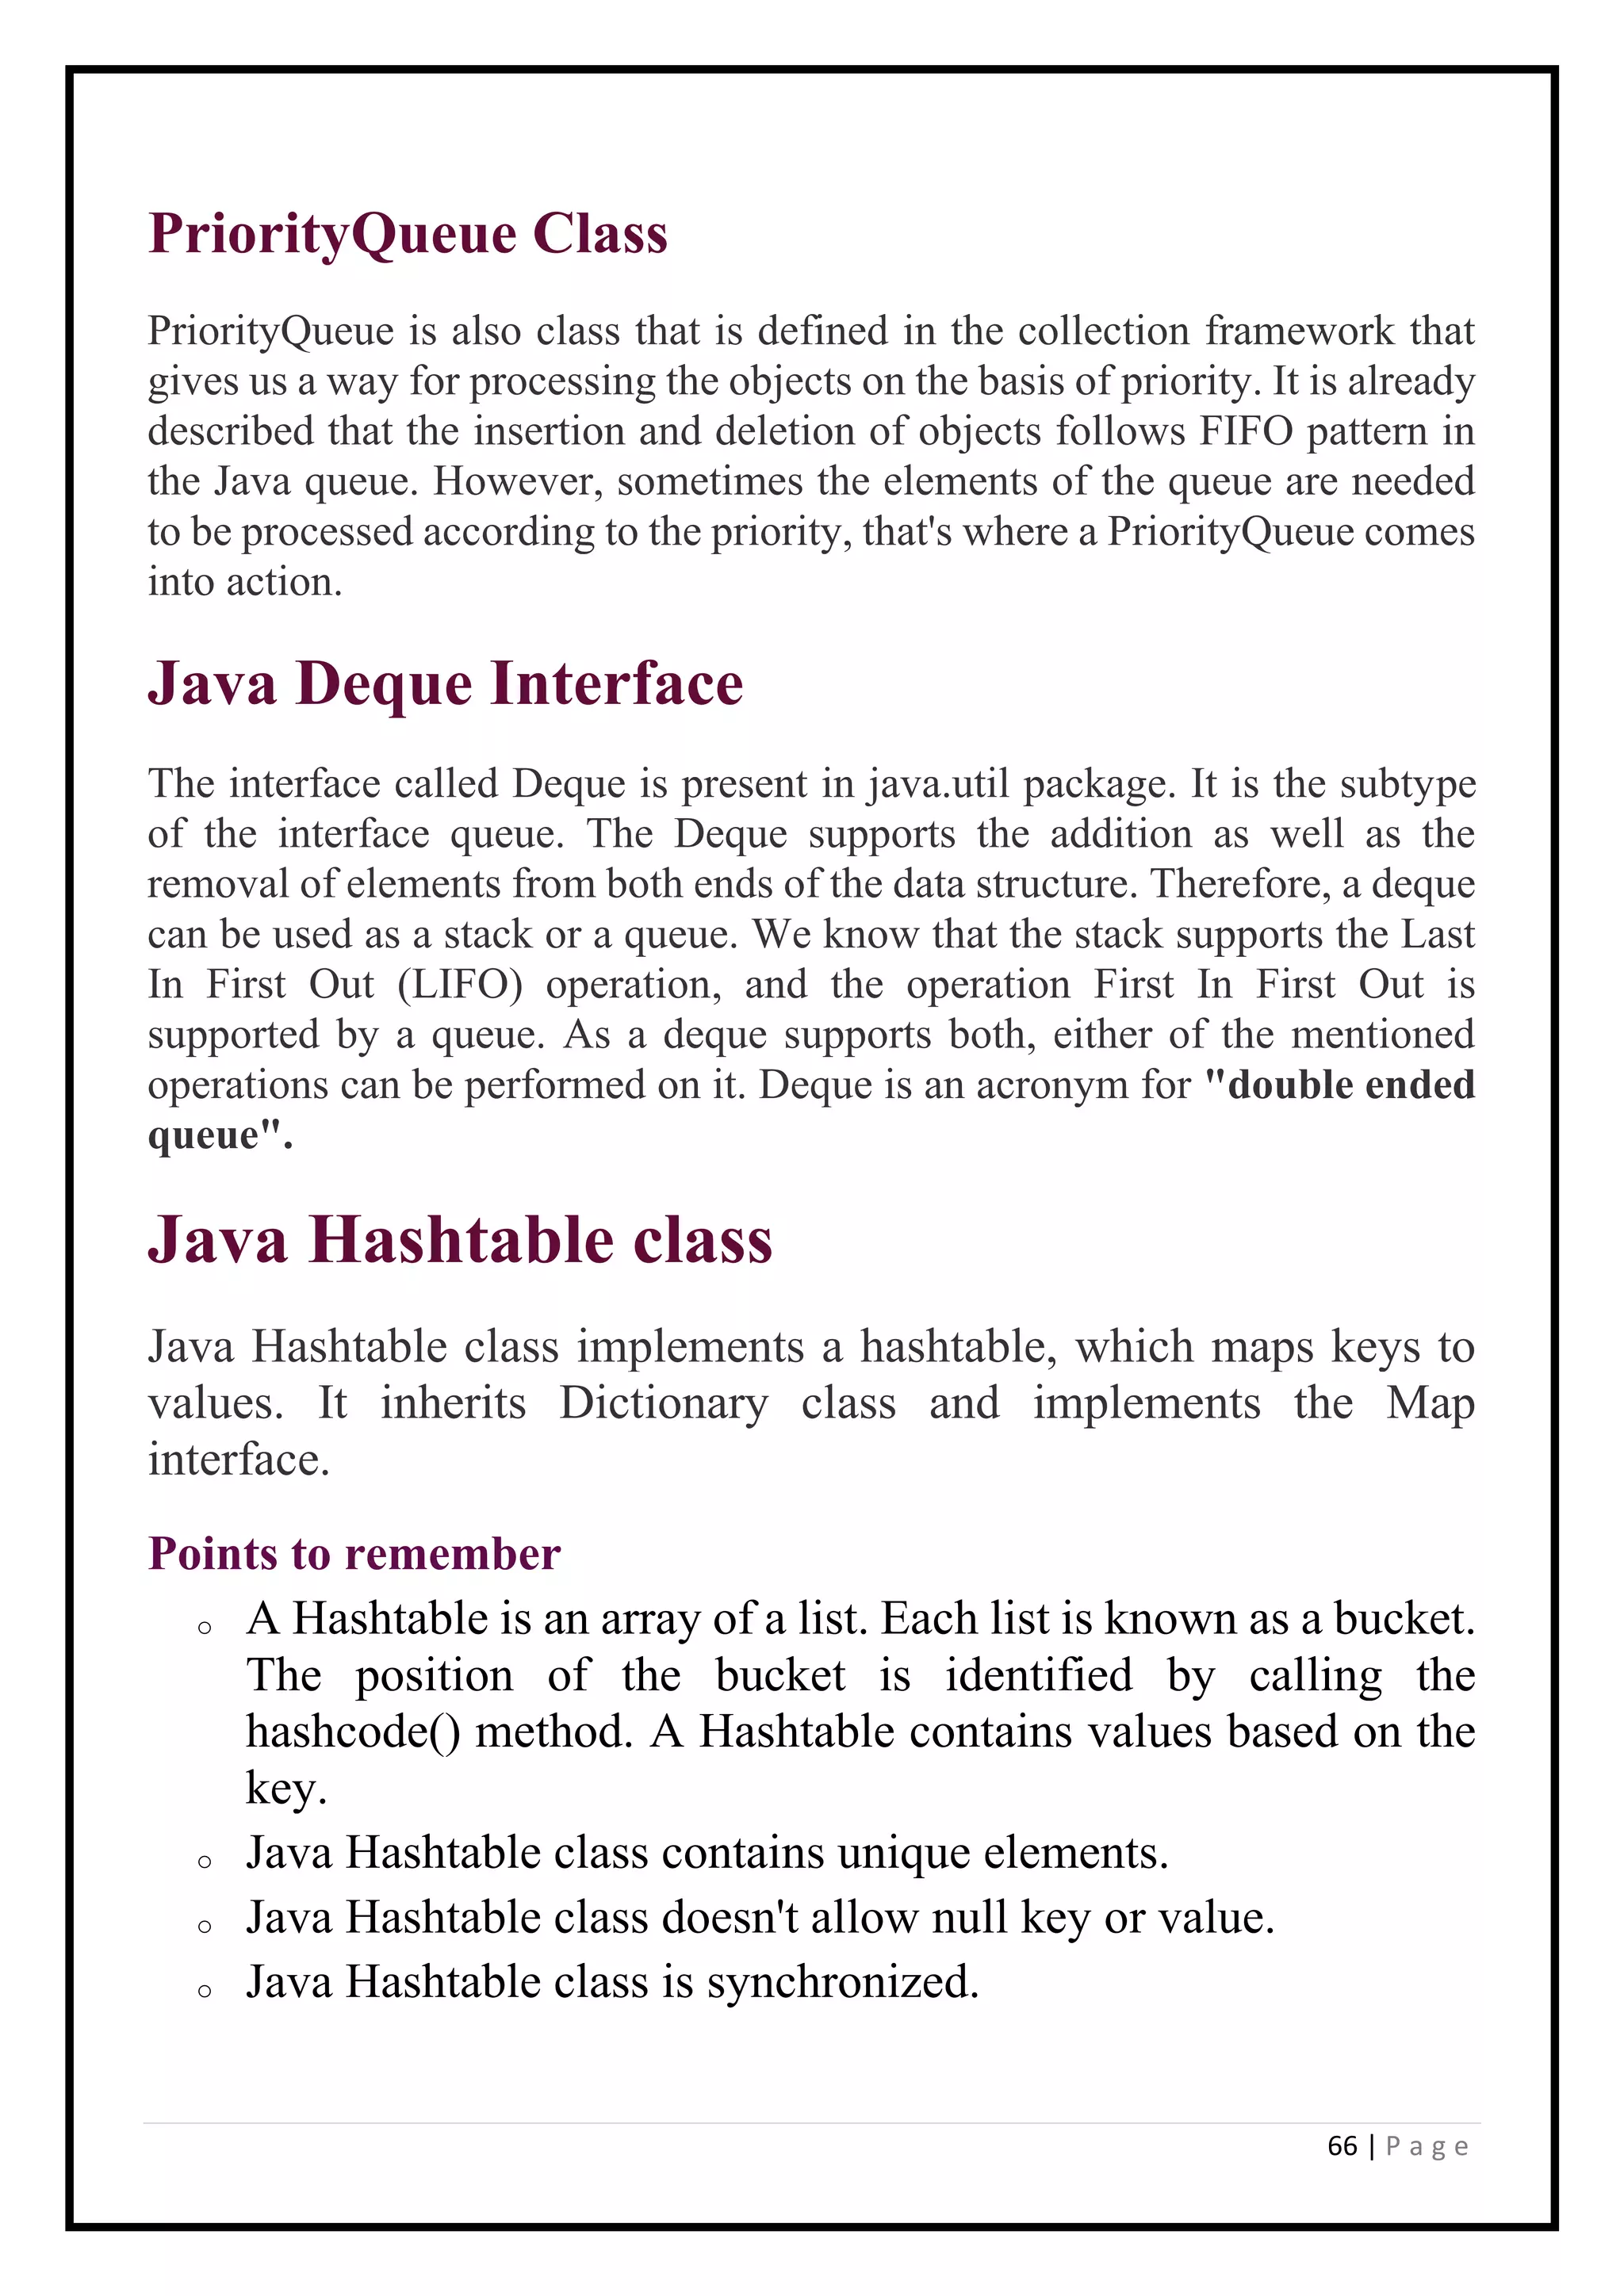 PriorityQueue Class
PriorityQueue is also class that is defined in the collection framework that
gives us a way for processing the objects on the basis of priority. It is already
described that the insertion and deletion of objects follows FIFO pattern in
the Java queue. However, sometimes the elements of the queue are needed
to be processed according to the priority, that's where a PriorityQueue comes
into action.
Java Deque Interface
The interface called Deque is present in java.util package. It is the subtype
of the interface queue. The Deque supports the addition as well as the
removal of elements from both ends of the data structure. Therefore, a deque
can be used as a stack or a queue. We know that the stack supports the Last
In First Out (LIFO) operation, and the operation First In First Out is
supported by a queue. As a deque supports both, either of the mentioned
operations can be performed on it. Deque is an acronym for "double ended
queue".
Java Hashtable class
Java Hashtable class implements a hashtable, which maps keys to
values. It inherits Dictionary class and implements the Map
interface.
Points to remember
o A Hashtable is an array of a list. Each list is known as a bucket.
The position of the bucket is identified by calling the
hashcode() method. A Hashtable contains values based on the
key.
o Java Hashtable class contains unique elements.
o Java Hashtable class doesn't allow null key or value.
o Java Hashtable class is synchronized.
66 | P a g e